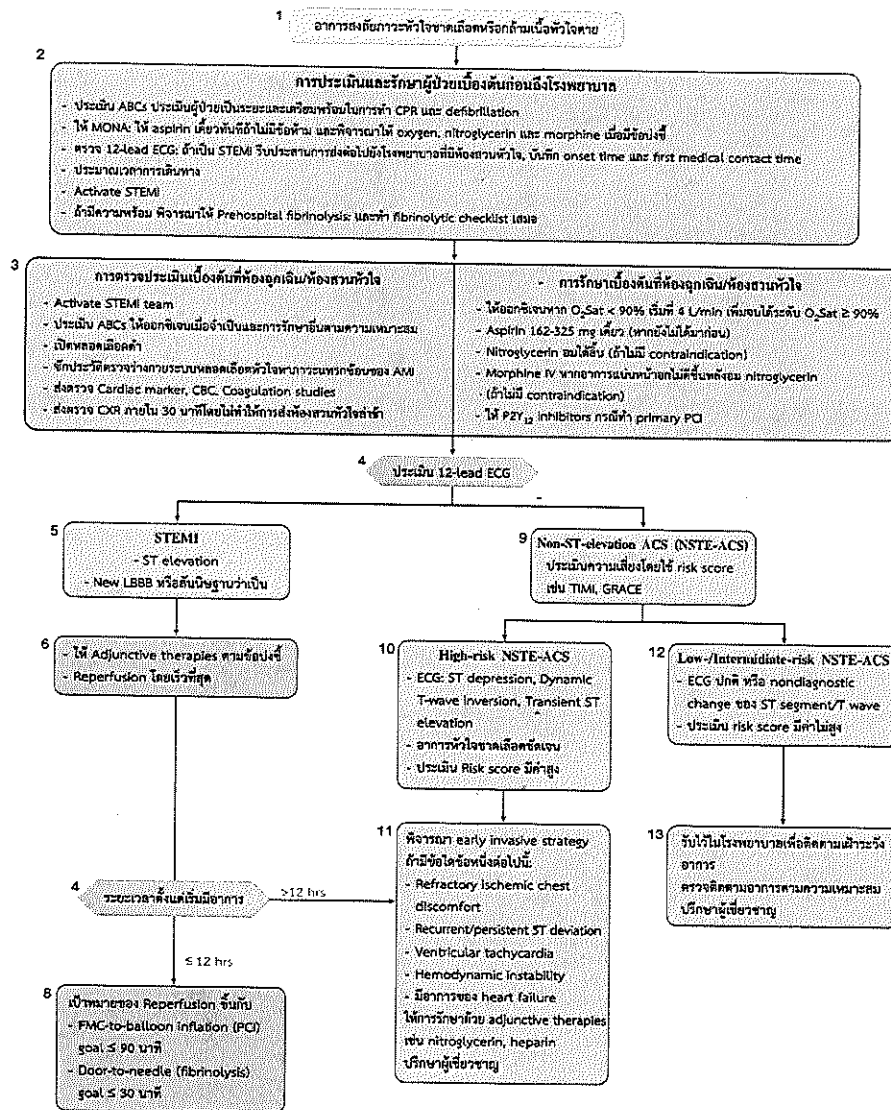 1
อาการสงสัยภาวะหัวใจขาดเลือดหรือกล้ามเนื้อหัวใจตาย
2
การประเมินและรักษาผู้ป่วยเบื้องต้นก่อนถึงโรงพยาบาล
- ประเมิน ABCs ประเมินผู้ป่วยเป็นระยะและเตรียมพร้อมในการทำ CPR และ defibrillation
- ให้ MONA: ให้ aspirin เคี้ยวทันทีถ้าไม่มีข้อห้าม และพิจารณาให้ oxygen, nitroglycerin และ morphine เมื่อมีข้อบ่งชี้
- ตรวจ 12-lead ECG: ถ้าเป็น STEMI รีบประสานการส่งต่อไปยังโรงพยาบาลที่มีห้องสวนหัวใจ, บันทึก onset time และ first medical contact time
- ประมาณเวลาการเดินทาง
- Activate STEMI
- ถ้ามีความพร้อม พิจารณาให้ Prehospital fibrinolysis และทำ fibrinolytic checklist เสมอ
3
การตรวจประเมินเบื้องต้นที่ห้องฉุกเฉิน/ห้องสวนหัวใจ
- Activate STEMI team
- ประเมิน ABCs ให้ออกซิเจนเมื่อจำเป็นและการรักษาอื่นตามความเหมาะสม
- เปิดหลอดเลือดดำ
- ซักประวัติตรวจร่างกายระบบหลอดเลือดหัวใจหาภาวะแทรกซ้อนของ AMI
- ส่งตรวจ Cardiac marker, CBC, Coagulation studies
- ส่งตรวจ CXR ภายใน 30 นาทีโดยไม่ทำให้การส่งห้องสวนหัวใจล่าช้า
- การรักษาเบื้องต้นที่ห้องฉุกเฉิน/ห้องสวนหัวใจ
- ให้ออกซิเจนหาก O₂Sat < 90% เริ่มที่ 4 L/min เพิ่มจนได้ระดับ O₂Sat ≥ 90%
- Aspirin 162-325 mg เคี้ยว (หากยังไม่ได้มาก่อน)
- Nitroglycerin อมใต้ลิ้น (ถ้าไม่มี contraindication)
- Morphine IV หากอาการแน่นหน้าอกไม่ดีขึ้นหลังอม nitroglycerin
(ถ้าไม่มี contraindication)
- ให้ P2Y₁₂ inhibitors กรณีทำ primary PCI
4
ประเมิน 12-lead ECG
5
STEMI
- ST elevation
- New LBBB หรือสันนิษฐานว่าเป็น
9
Non-ST-elevation ACS (NSTE-ACS)
ประเมินความเสี่ยงโดยใช้ risk score
เช่น TIMI, GRACE
6
- ให้ Adjunctive therapies ตามข้อบ่งชี้
- Reperfusion โดยเร็วที่สุด
10
High-risk NSTE-ACS
- ECG: ST depression, Dynamic
T-wave inversion, Transient ST
elevation
- อาการหัวใจขาดเลือดชัดเจน
- ประเมิน Risk score มีค่าสูง
12
Low-/Intermediate-risk NSTE-ACS
- ECG ปกติ หรือ nondiagnostic
change ของ ST segment/T wave
- ประเมิน risk score มีค่าไม่สูง
4
ระยะเวลาตั้งแต่เริ่มมีอาการ
>12 hrs
≤ 12 hrs
11
พิจารณา early invasive strategy
ถ้ามีข้อใดข้อหนึ่งต่อไปนี้:
- Refractory ischemic chest
discomfort
- Recurrent/persistent ST deviation
- Ventricular tachycardia
- Hemodynamic instability
- มีอาการของ heart failure
ให้การรักษาด้วย adjunctive therapies
เช่น nitroglycerin, heparin
ปรึกษาผู้เชี่ยวชาญ
13
รับไว้ในโรงพยาบาลเพื่อติดตามเฝ้าระวัง
อาการ
ตรวจติดตามอาการตามความเหมาะสม
ปรึกษาผู้เชี่ยวชาญ
8
เป้าหมายของ Reperfusion ขึ้นกับ
- FMC-to-balloon inflation (PCI)
goal ≤ 90 นาที
- Door-to-needle (fibrinolysis)
goal ≤ 30 นาที